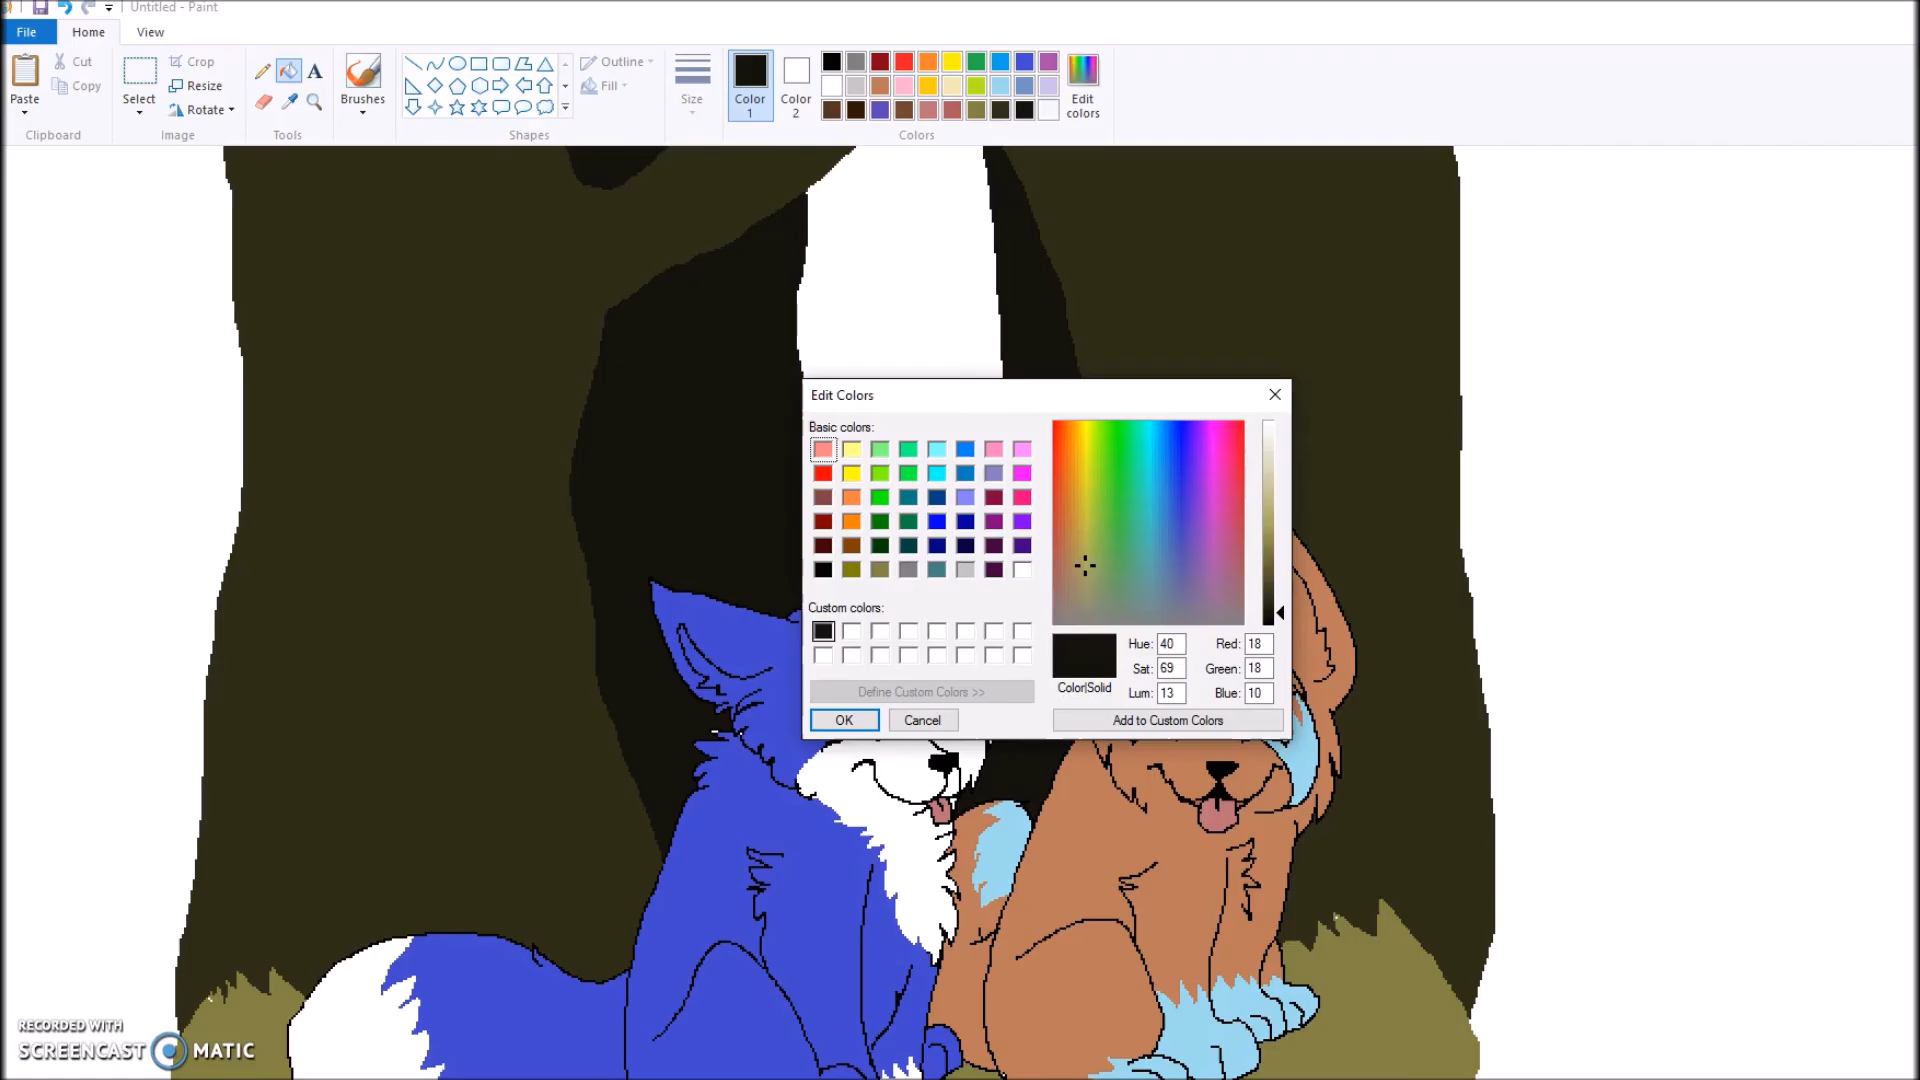 Untitled - Paint
File
Home
View
Paste
Cut
Copy
Clipboard
Select
Crop
Resize
Rotate
Image
A
Tools
Brushes
Shapes
Outline
Fill
Size
Color
1
Color
2
Edit
colors
Colors
Edit Colors
Basic colors:
Custom colors:
Define Custom Colors >>
OK
Cancel
Color|Solid
Hue: 40
Sat: 69
Lum: 13
Red: 18
Green: 18
Blue: 10
Add to Custom Colors
RECORDED WITH
SCREENCAST MATIC